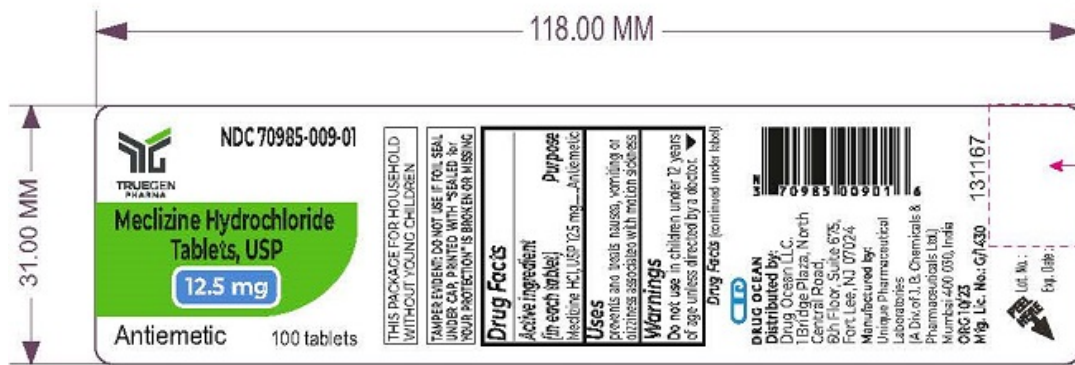 118.00 MM
31.00 MM
TRUEGEN
PHARMA
NDC 70985-009-01
Meclizine Hydrochloride
Tablets, USP
12.5 mg
Antiemetic
100 tablets
THIS PACKAGE FOR HOUSEHOLD
WITHOUT YOUNG CHILDREN
TAMPER EVIDENT: DO NOT USE IF FOIL SEAL
UNDER CAP, PRINTED WITH "SEALED for
YOUR PROTECTION" IS BROKEN OR MISSING
Drug Facts
Active ingredient
(in each tablet)
Purpose
Meclizine HCl, USP 12.5 mg...Antiemetic
Uses
prevents and treats nausea, vomiting or
dizziness associated with motion sickness
Warnings
Do not use in children under 12 years
of age unless directed by a doctor.
Drug Facts (continued under label)
DRUG OCEAN
Distributed by:
Drug Ocean LLC.
1 Bridge Plaza, North
Central Road,
6th Floor, Suite 675,
Fort Lee, NJ 07024
Manufactured by:
Unique Pharmaceutical
Laboratories
(A Div. of J. B. Chemicals &
Pharmaceuticals Ltd.)
Mumbai 400 030, India
ORG 10/23
Mfg. Lic. No.: G/1430
N
3 70985 00901 6
131167
PEEL
HERE
Lot. No.:
Exp. Date: